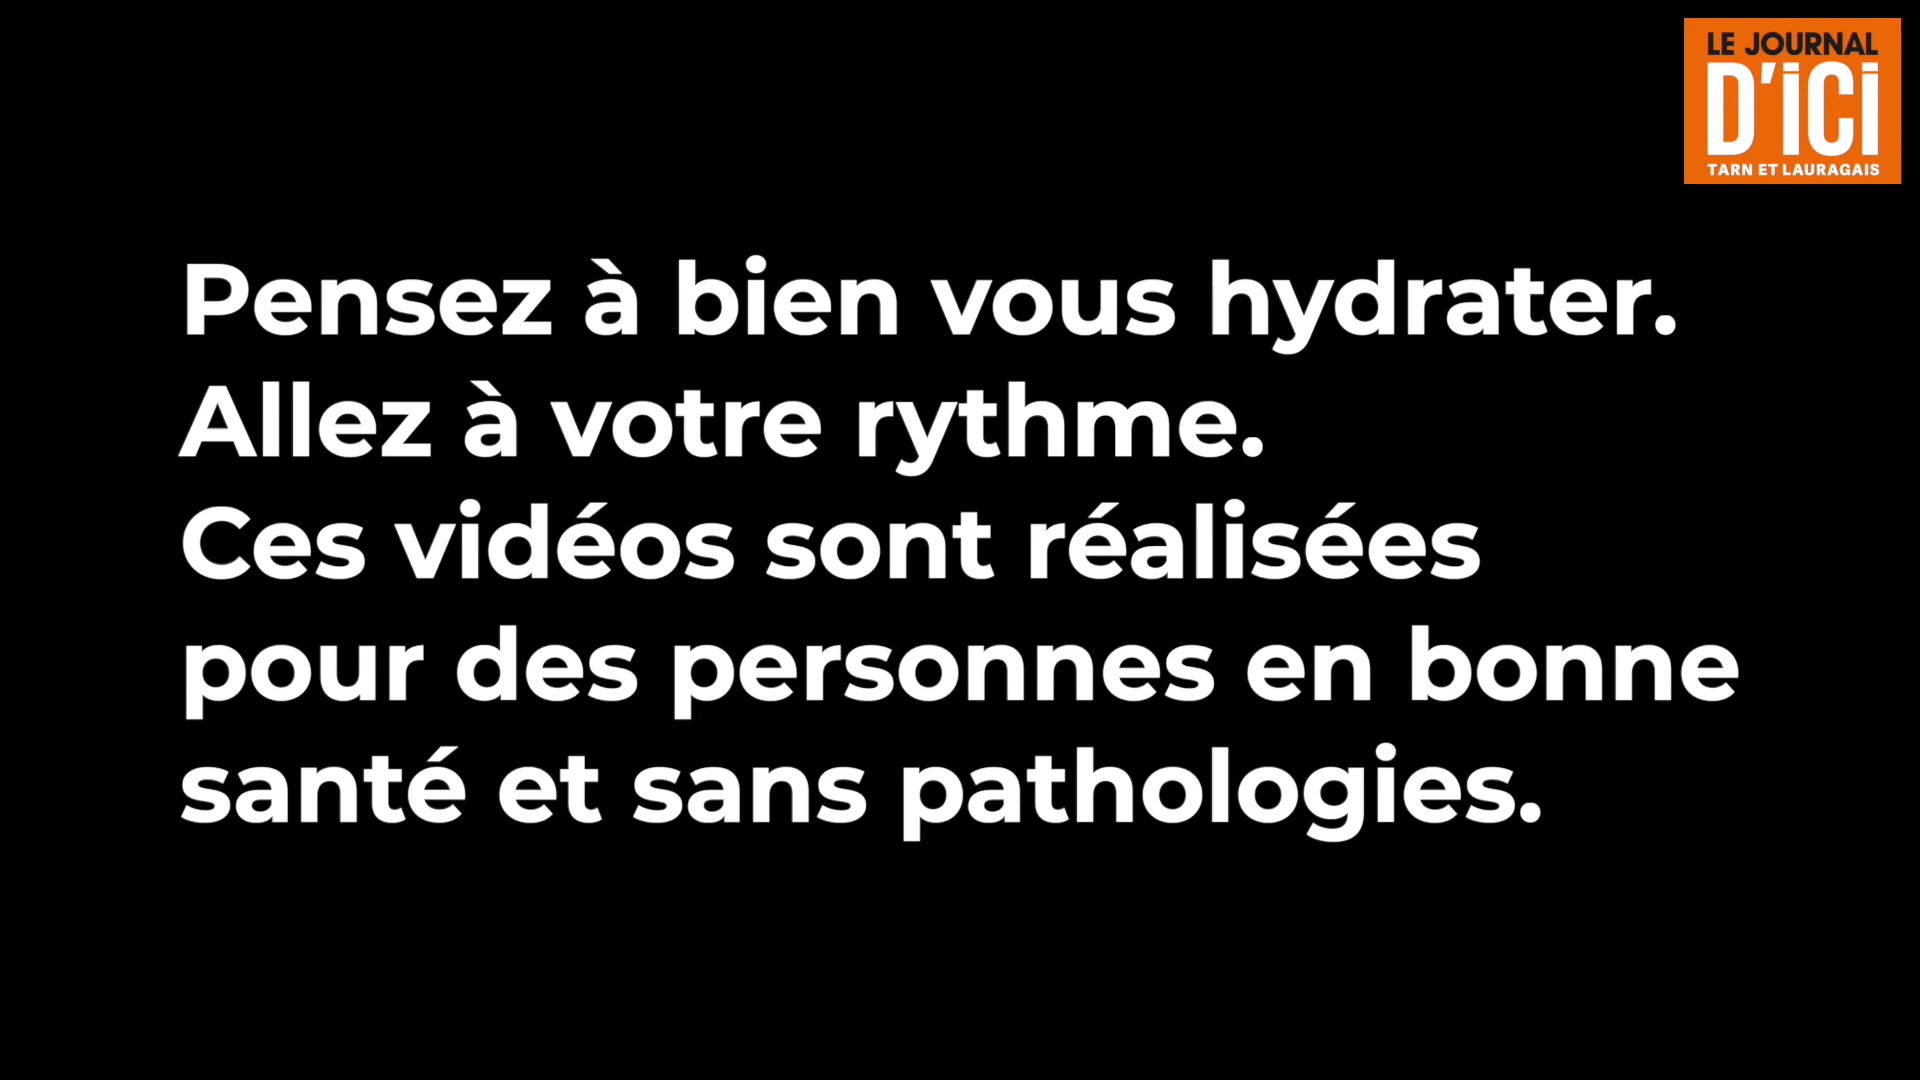 LE JOURNAL
D'iCi
TARN ET LAURAGAIS
Pensez à bien vous hydrater.
Allez à votre rythme.
Ces vidéos sont réalisées
pour des personnes en bonne
santé et sans pathologies.